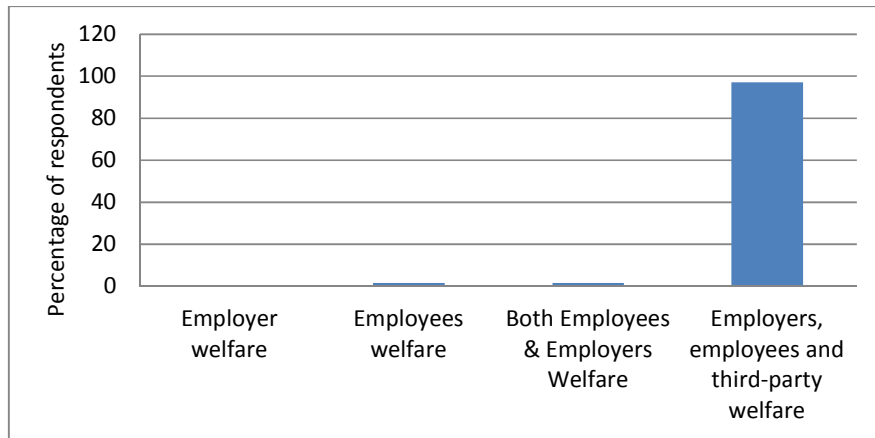 Percentage of respondents
120
100
80
60
40
20
0
Employer
welfare
Employees
welfare
Both Employees
& Employers
Welfare
Employers,
employees and
third-party
welfare